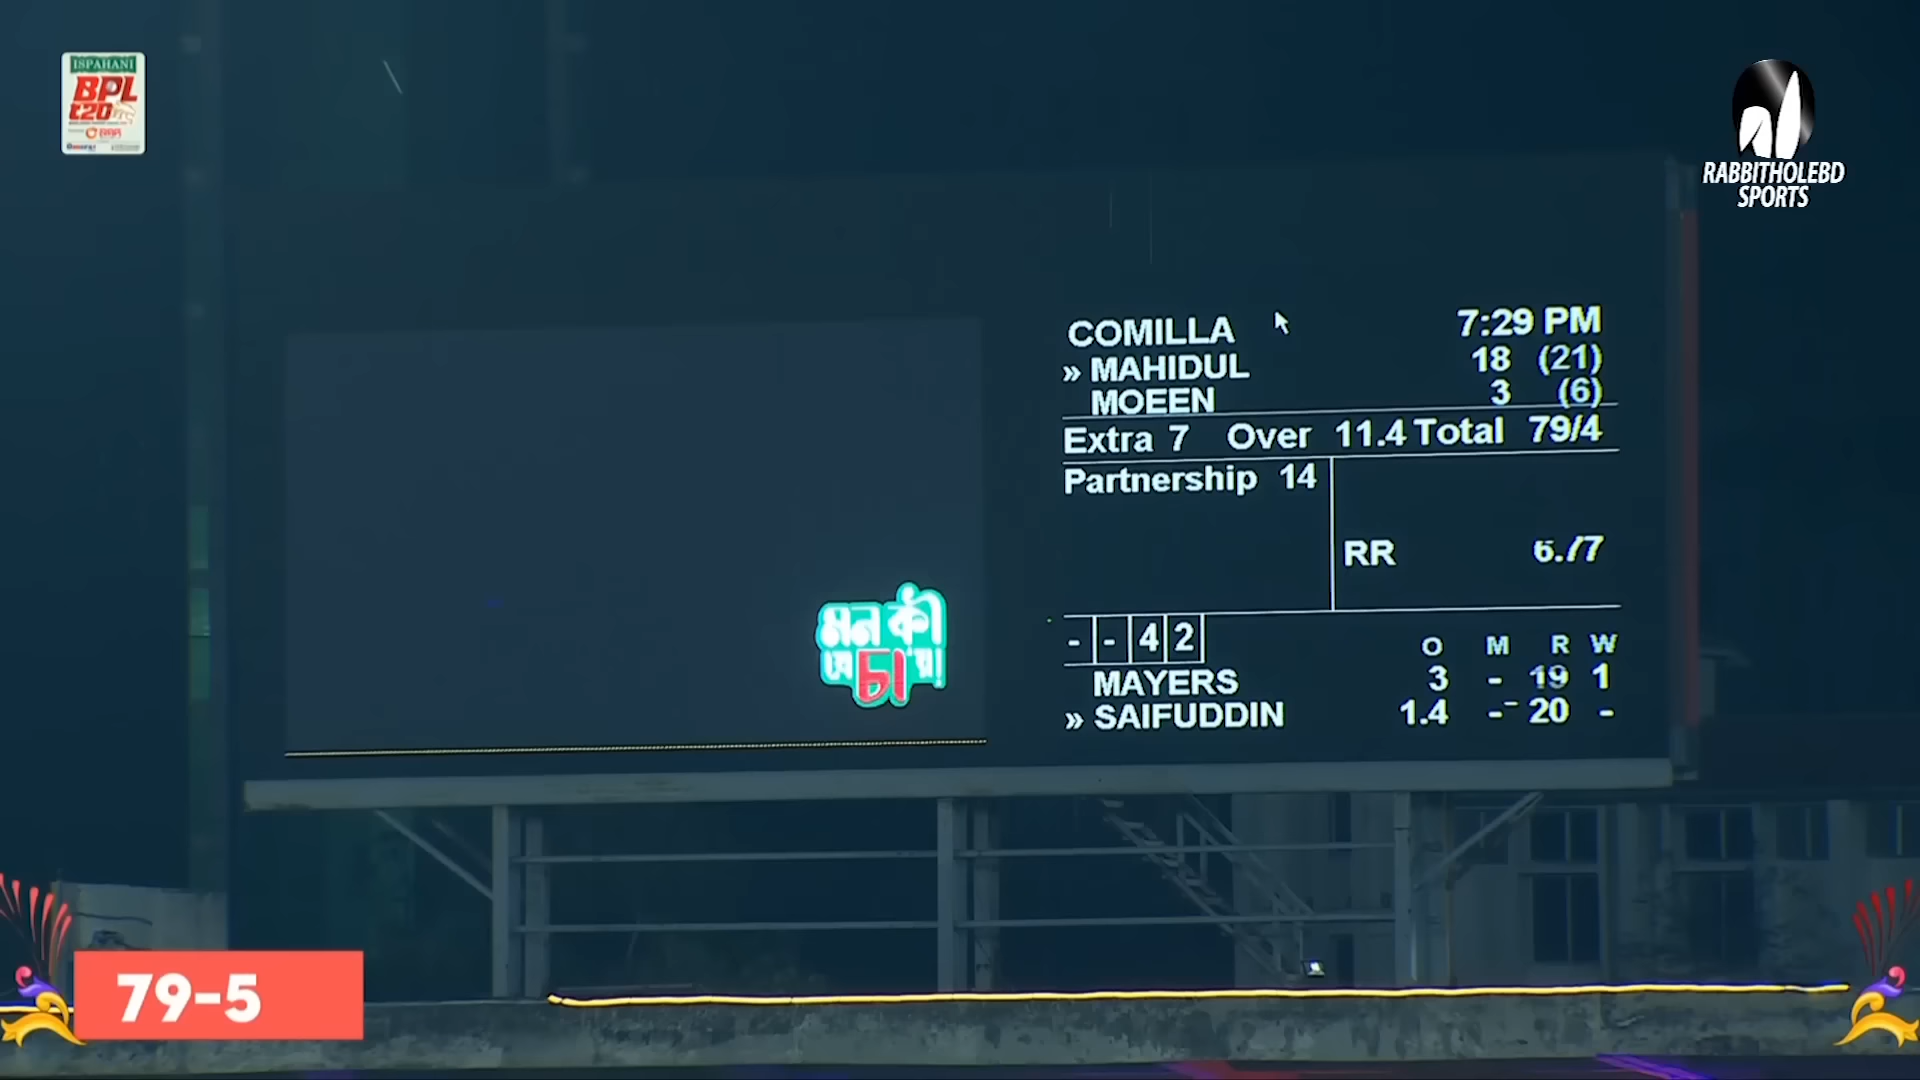 ISPAHANI
BPL
t20
RABBITHOLEBD
SPORTS
COMILLA 7:29 PM
» MAHIDUL 18 (21)
MOEEN 3 (6)
Extra 7 Over 11.4 Total 79/4
Partnership 14
RR 6.77
- - 4 2
O M R W
MAYERS 3 - 19 1
» SAIFUDDIN 1.4 - 20 -
মন কী
যে চা য়!
79-5